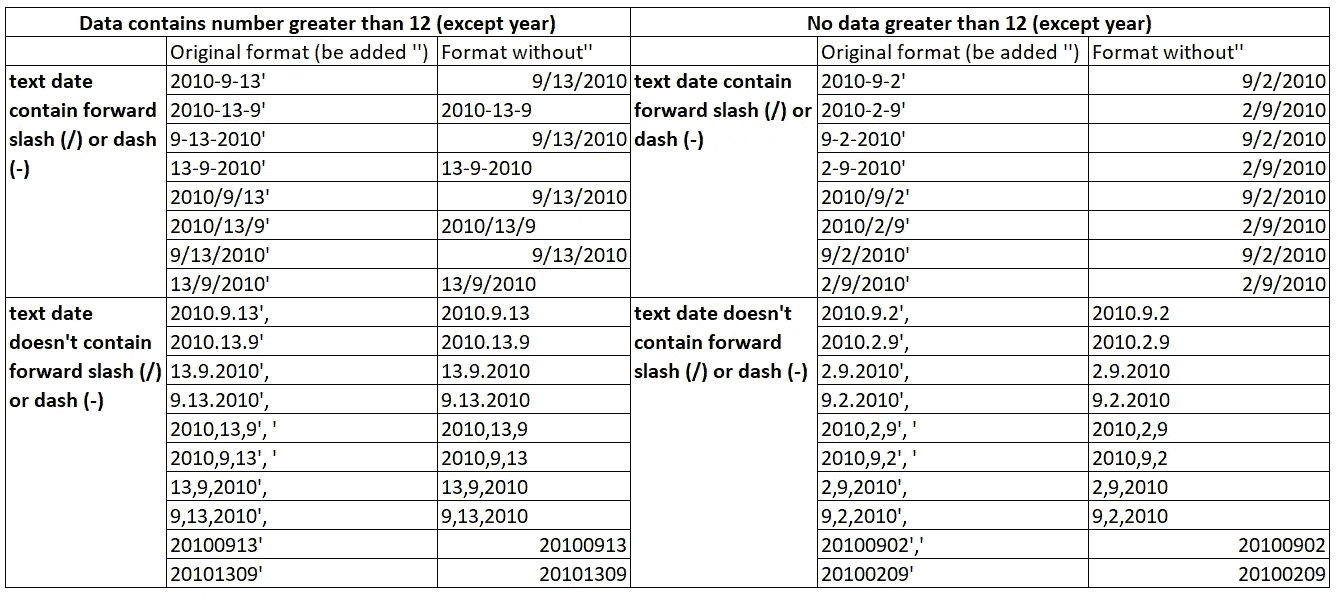 Data contains number greater than 12 (except year) No data greater than 12 (except year)
Original format (be added '') Format without'' Original format (be added '') Format without''
text date 2010-9-13' 9/13/2010 text date contain 2010-9-2' 9/2/2010
contain forward 2010-13-9' 2010-13-9 forward slash (/) or 2010-2-9' 2/9/2010
slash (/) or dash 9-13-2010' 9/13/2010 dash (-) 9-2-2010' 9/2/2010
(-) 13-9-2010' 13-9-2010 2-9-2010' 2/9/2010
2010/9/13' 9/13/2010 2010/9/2' 9/2/2010
2010/13/9' 2010/13/9 2010/2/9' 2/9/2010
9/13/2010' 9/13/2010 9/2/2010' 9/2/2010
13/9/2010' 13/9/2010 2/9/2010' 2/9/2010
text date 2010.9.13', 2010.9.13 text date doesn't 2010.9.2', 2010.9.2
doesn't contain 2010.13.9' 2010.13.9 contain forward 2010.2.9', 2010.2.9
forward slash (/) 13.9.2010', 13.9.2010 slash (/) or dash (-) 2.9.2010', 2.9.2010
or dash (-) 9.13.2010', 9.13.2010 9.2.2010', 9.2.2010
2010,13,9', ' 2010,13,9 2010,2,9', ' 2010,2,9
2010,9,13', ' 2010,9,13 2010,9,2', ' 2010,9,2
13,9,2010', 13,9,2010 2,9,2010', 2,9,2010
9,13,2010', 9,13,2010 9,2,2010', 9,2,2010
20100913' 20100913 20100902',' 20100902
20101309' 20101309 20100209' 20100209